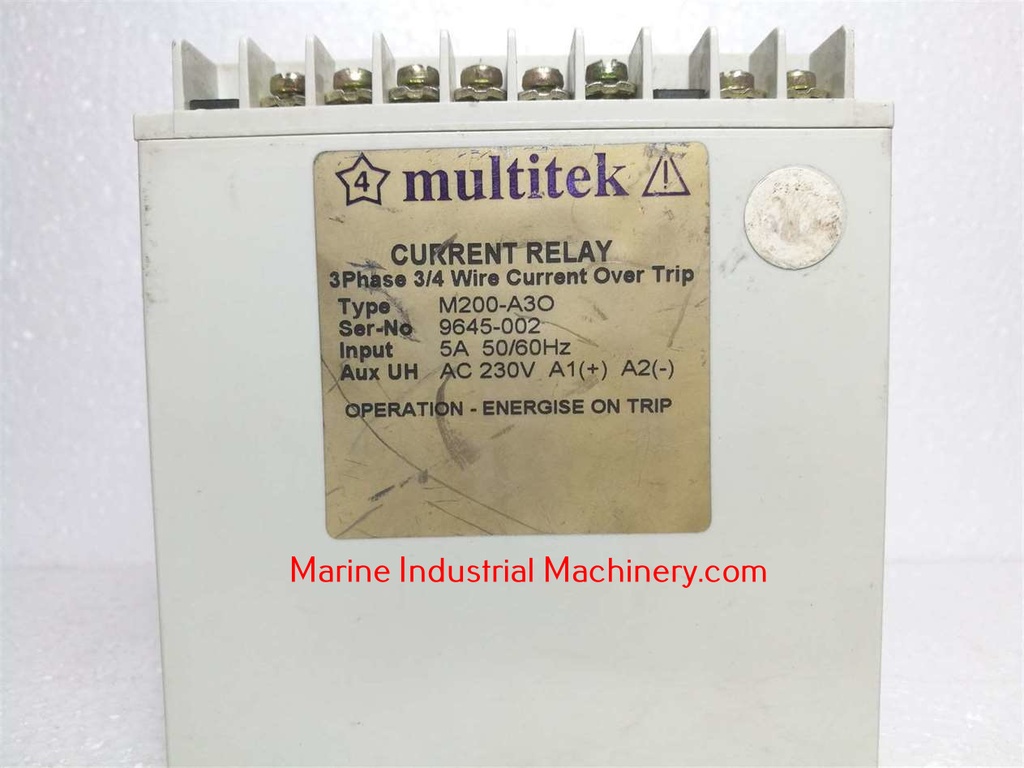 4 multitek !
CURRENT RELAY
3Phase 3/4 Wire Current Over Trip
Type M200-A3O
Ser-No 9645-002
Input 5A 50/60Hz
Aux UH AC 230V A1(+) A2(-)
OPERATION - ENERGISE ON TRIP
Marine Industrial Machinery.com